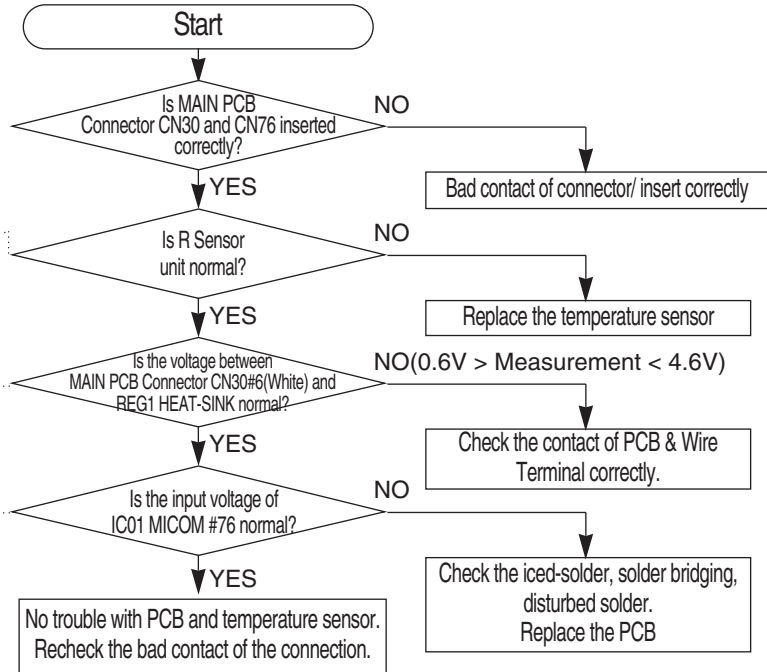 Start
Is MAIN PCB
Connector CN30 and CN76 inserted
correctly?
NO
Bad contact of connector/ insert correctly
YES
Is R Sensor
unit normal?
NO
Replace the temperature sensor
YES
Is the voltage between
MAIN PCB Connector CN30#6(White) and
REG1 HEAT-SINK normal?
NO(0.6V > Measurement < 4.6V)
Check the contact of PCB & Wire
Terminal correctly.
YES
Is the input voltage of
IC01 MICOM #76 normal?
NO
Check the iced-solder, solder bridging,
disturbed solder.
Replace the PCB
YES
No trouble with PCB and temperature sensor.
Recheck the bad contact of the connection.